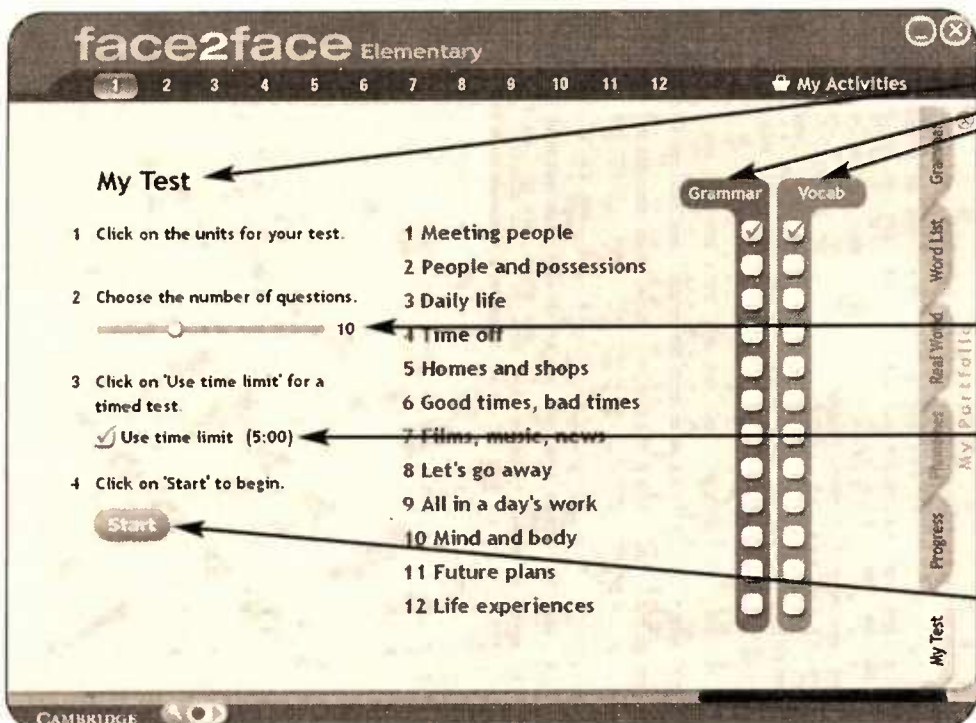 face2face Elementary
1 2 3 4 5 6 7 8 9 10 11 12 My Activities
My Test
1 Click on the units for your test.
2 Choose the number of questions.
10
3 Click on 'Use time limit' for a
timed test.
Use time limit (5:00)
4 Click on 'Start' to begin.
Start
Grammar Vocab
1 Meeting people
2 People and possessions
3 Daily life
4 Time off
5 Homes and shops
6 Good times, bad times
7 Films, music, news
8 Let's go away
9 All in a day's work
10 Mind and body
11 Future plans
12 Life experiences
Grammar
Word List
Real World
Phonemes
Progress
My Test
My Portfolio
CAMBRIDGE